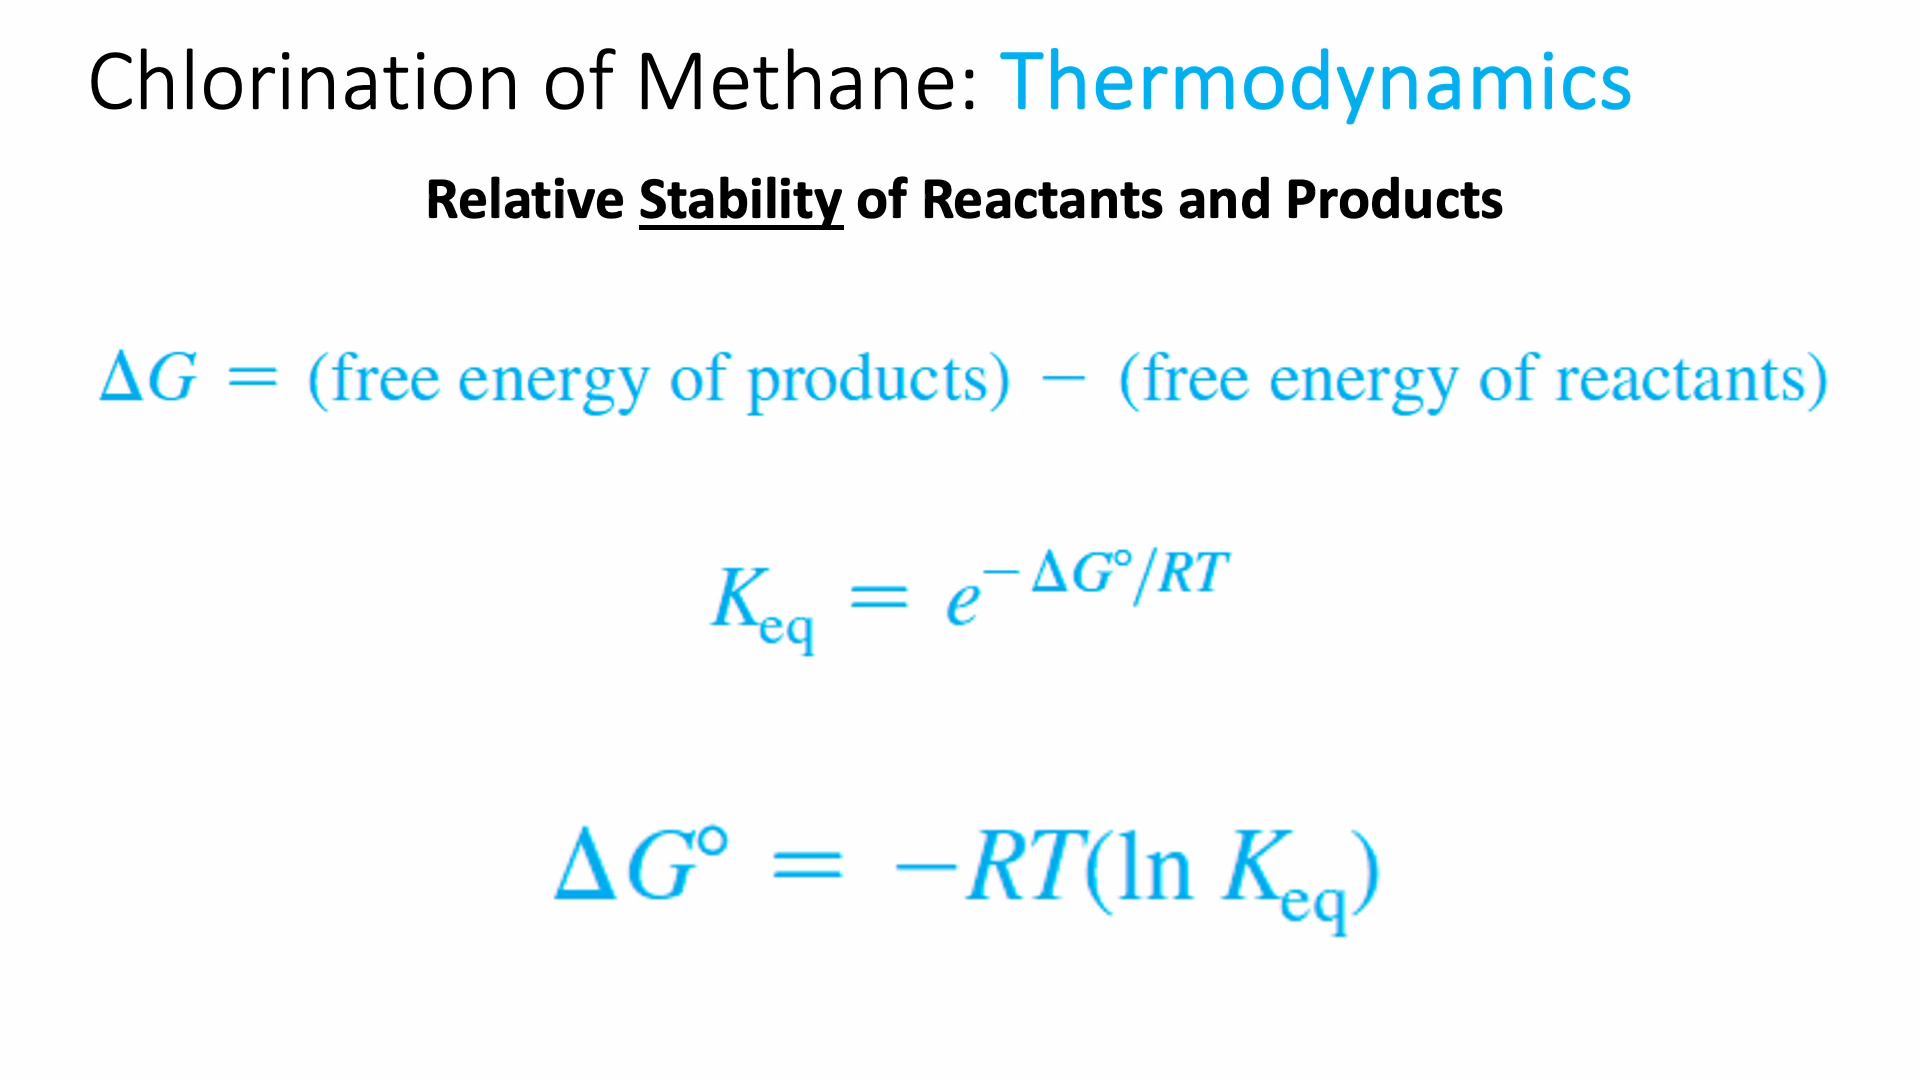 Chlorination of Methane: Thermodynamics
Relative Stability of Reactants and Products
ΔG = (free energy of products) − (free energy of reactants)
K_eq = e^(−ΔG°/RT)
ΔG° = −RT(ln K_eq)